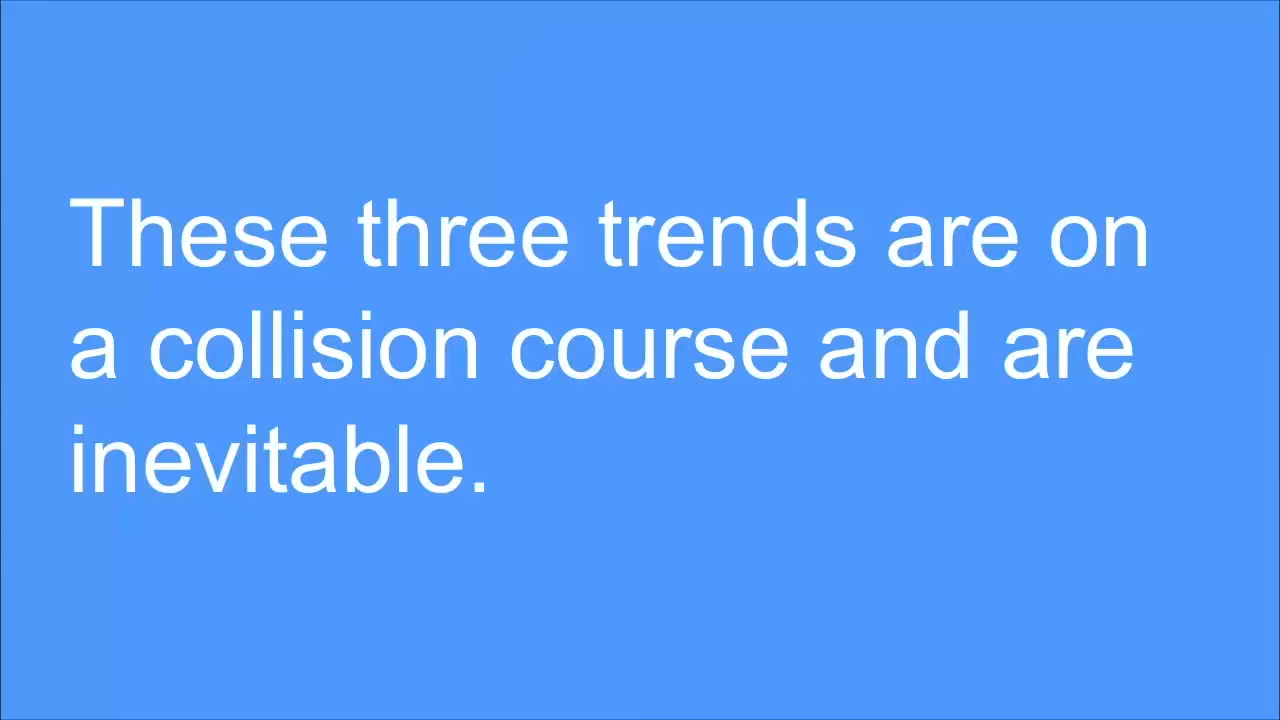 These three trends are on
a collision course and are
inevitable.